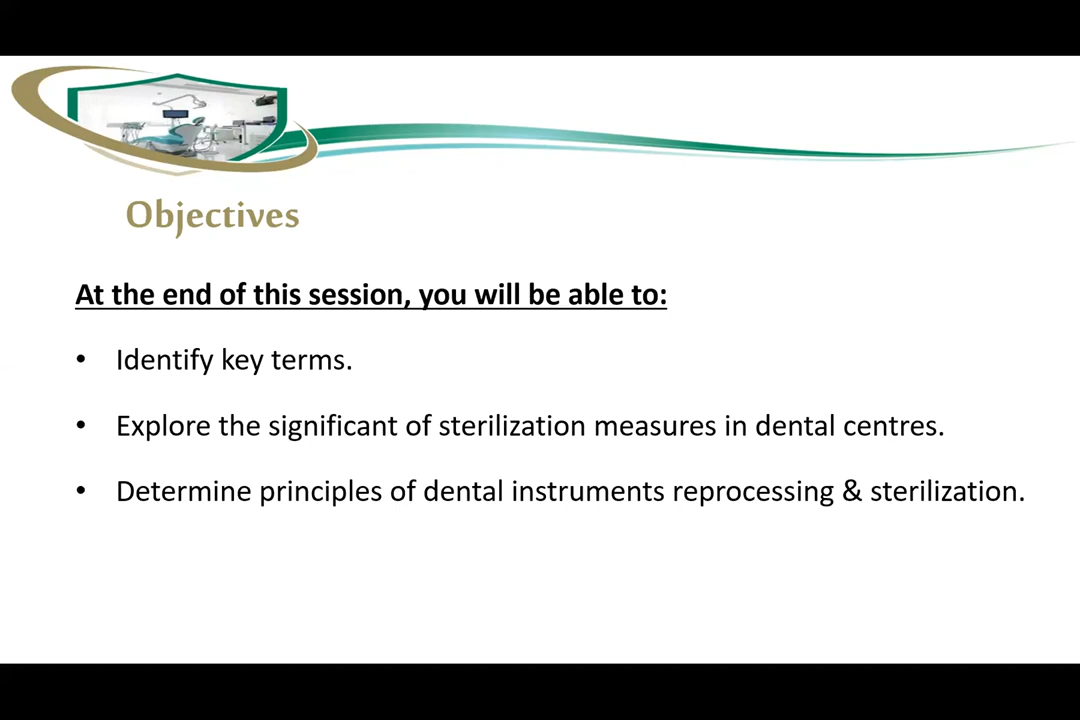 Objectives
At the end of this session, you will be able to:
• Identify key terms.
• Explore the significant of sterilization measures in dental centres.
• Determine principles of dental instruments reprocessing & sterilization.